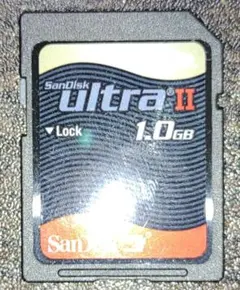 SanDisk
ultra II
▼Lock
1.0GB